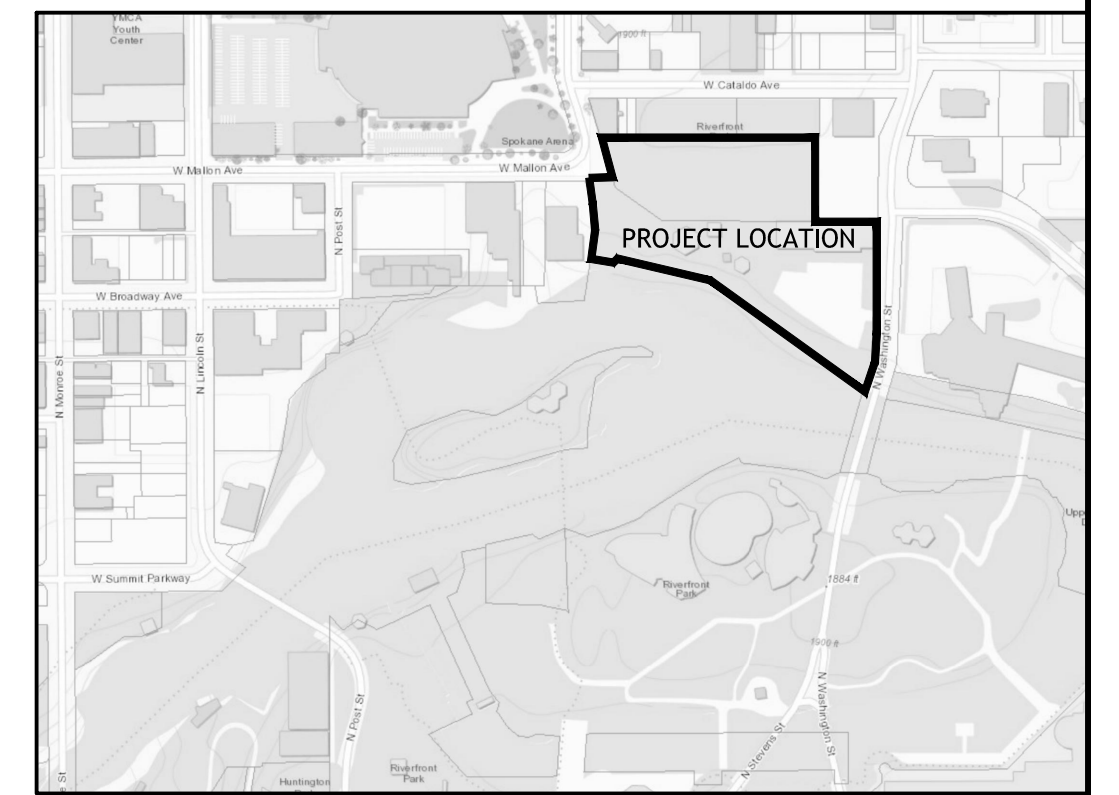 YMCA
Youth
Center
1900 ft
W Cataldo Ave
Riverfront
Spokane Arena
W Mallon Ave
W Mallon Ave
N Post St
PROJECT LOCATION
W Broadway Ave
N Washington St
N Lincoln St
N Monroe St
W Summit Parkway
Riverfront
Park
1884 ft
1900 ft
N Washington St
N Post St
N Stevens St
Riverfront
Park
Huntington